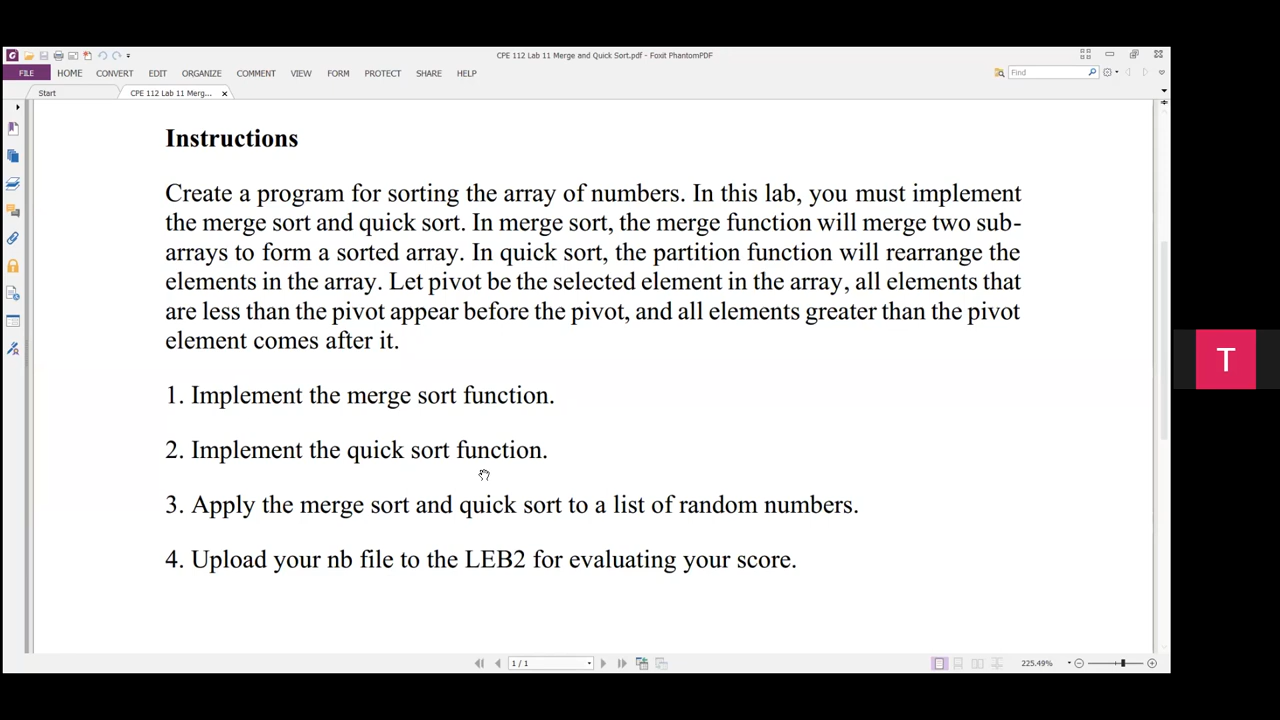 CPE 112 Lab 11 Merge and Quick Sort.pdf - Foxit PhantomPDF
FILE HOME CONVERT EDIT ORGANIZE COMMENT VIEW FORM PROTECT SHARE HELP Find
Start CPE 112 Lab 11 Merg...
Instructions
Create a program for sorting the array of numbers. In this lab, you must implement
the merge sort and quick sort. In merge sort, the merge function will merge two sub-
arrays to form a sorted array. In quick sort, the partition function will rearrange the
elements in the array. Let pivot be the selected element in the array, all elements that
are less than the pivot appear before the pivot, and all elements greater than the pivot
element comes after it.
T
1. Implement the merge sort function.
2. Implement the quick sort function.
3. Apply the merge sort and quick sort to a list of random numbers.
4. Upload your nb file to the LEB2 for evaluating your score.
1 / 1 225.49%